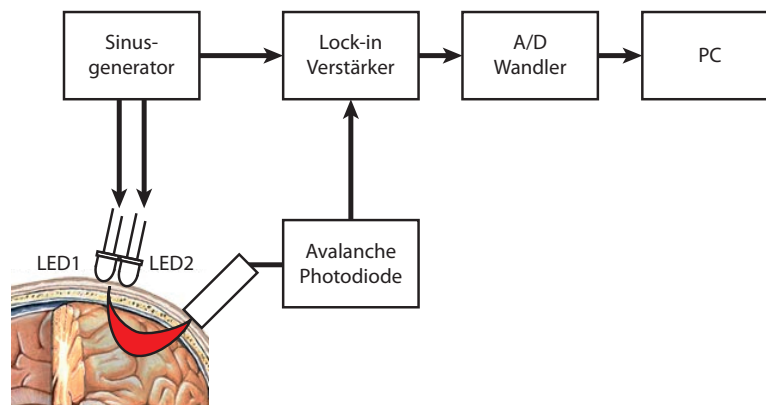 Sinus-
generator
Lock-in
Verstärker
A/D
Wandler
PC
LED1
LED2
Avalanche
Photodiode